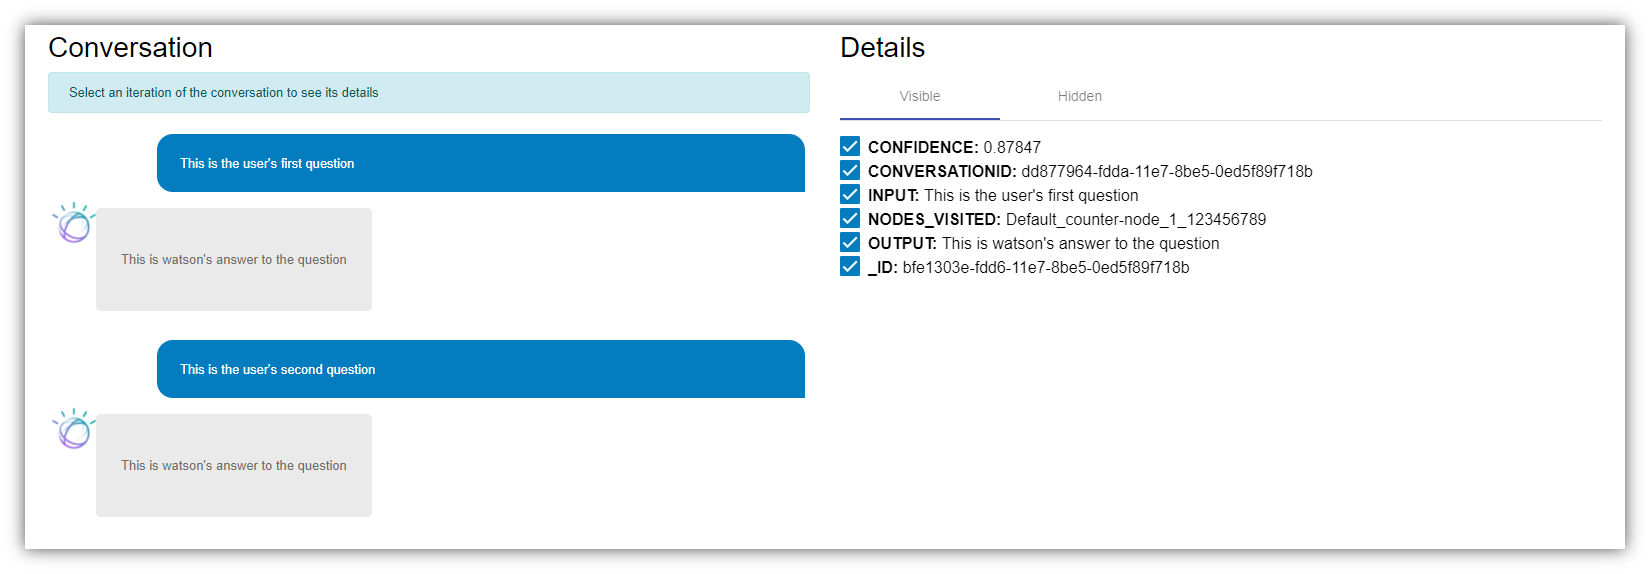 Conversation
Select an iteration of the conversation to see its details
This is the user's first question
This is watson's answer to the question
This is the user's second question
This is watson's answer to the question
Details
Visible
Hidden
CONFIDENCE: 0.87847
CONVERSATIONID: dd877964-fdda-11e7-8be5-0ed5f89f718b
INPUT: This is the user's first question
NODES_VISITED: Default_counter-node_1_123456789
OUTPUT: This is watson's answer to the question
_ID: bfe1303e-fdd6-11e7-8be5-0ed5f89f718b